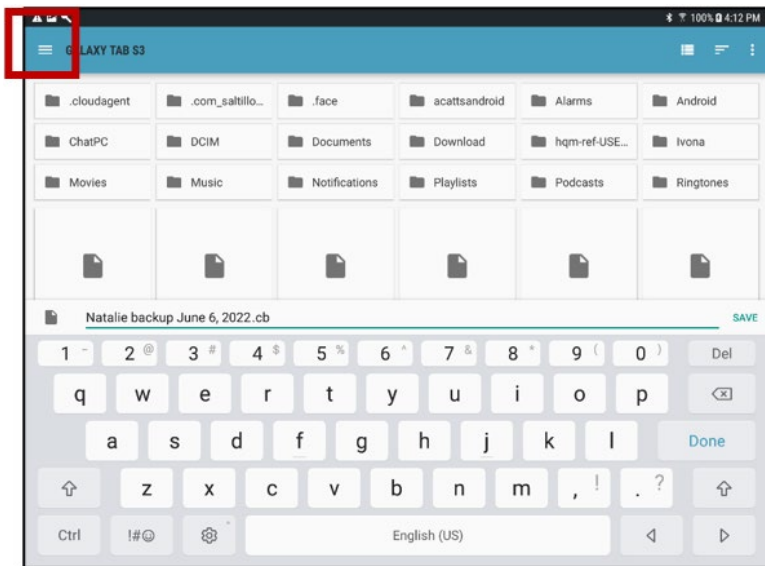 100% 4:12 PM
GALAXY TAB S3
.cloudagent .com_saltillo... .face acattsandroid Alarms Android
ChatPC DCIM Documents Download hqm-ref-USE... Ivona
Movies Music Notifications Playlists Podcasts Ringtones
Natalie backup June 6, 2022.cb SAVE
1 - 2 @ 3 # 4 $ 5 % 6 ^ 7 & 8 * 9 ( 0 ) Del
q w e r t y u i o p
a s d f g h j k l Done
z x c v b n m , ! . ?
Ctrl !#☺ English (US)